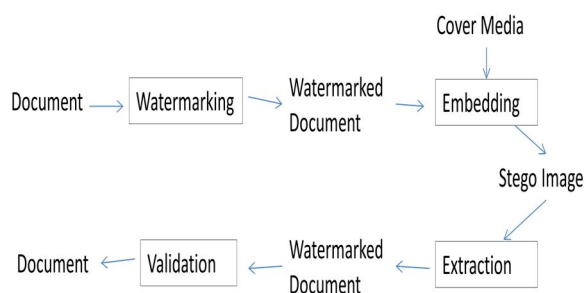 Cover Media
Document
Watermarking
Watermarked
Document
Embedding
Stego Image
Document
Validation
Watermarked
Document
Extraction